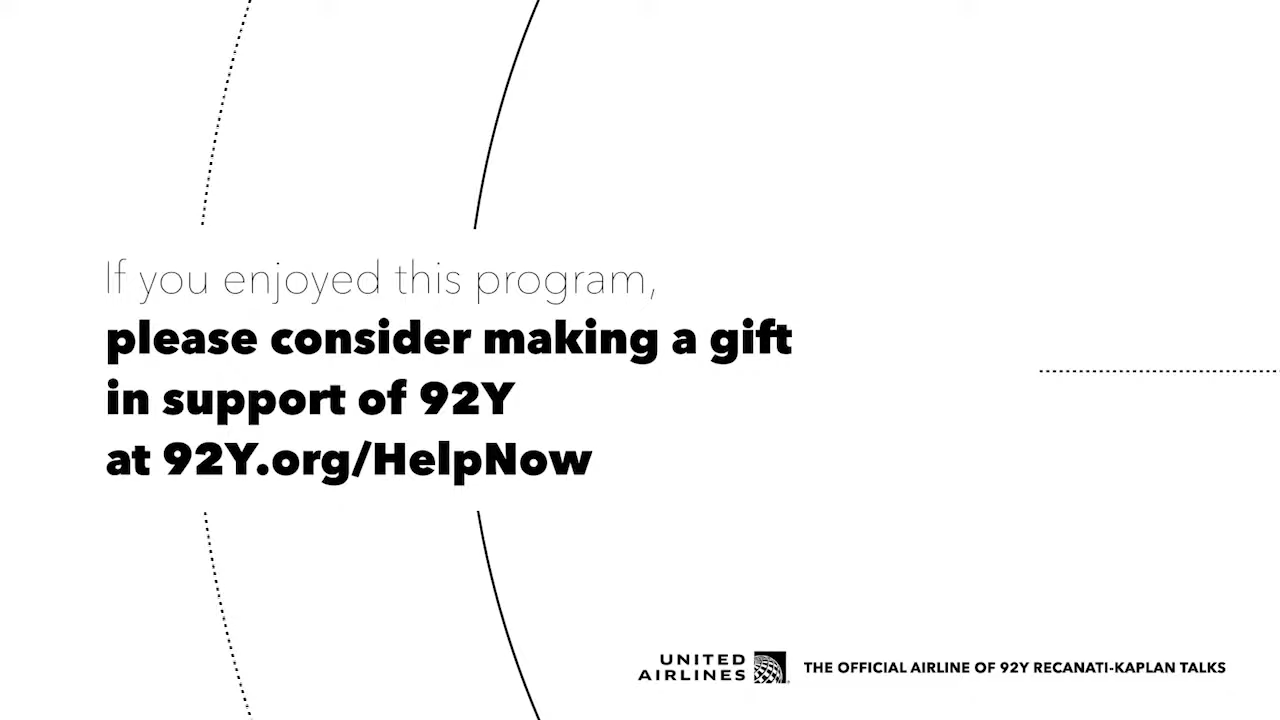 If you enjoyed this program,
please consider making a gift
in support of 92Y
at 92Y.org/HelpNow
UNITED
AIRLINES
THE OFFICIAL AIRLINE OF 92Y RECANATI-KAPLAN TALKS